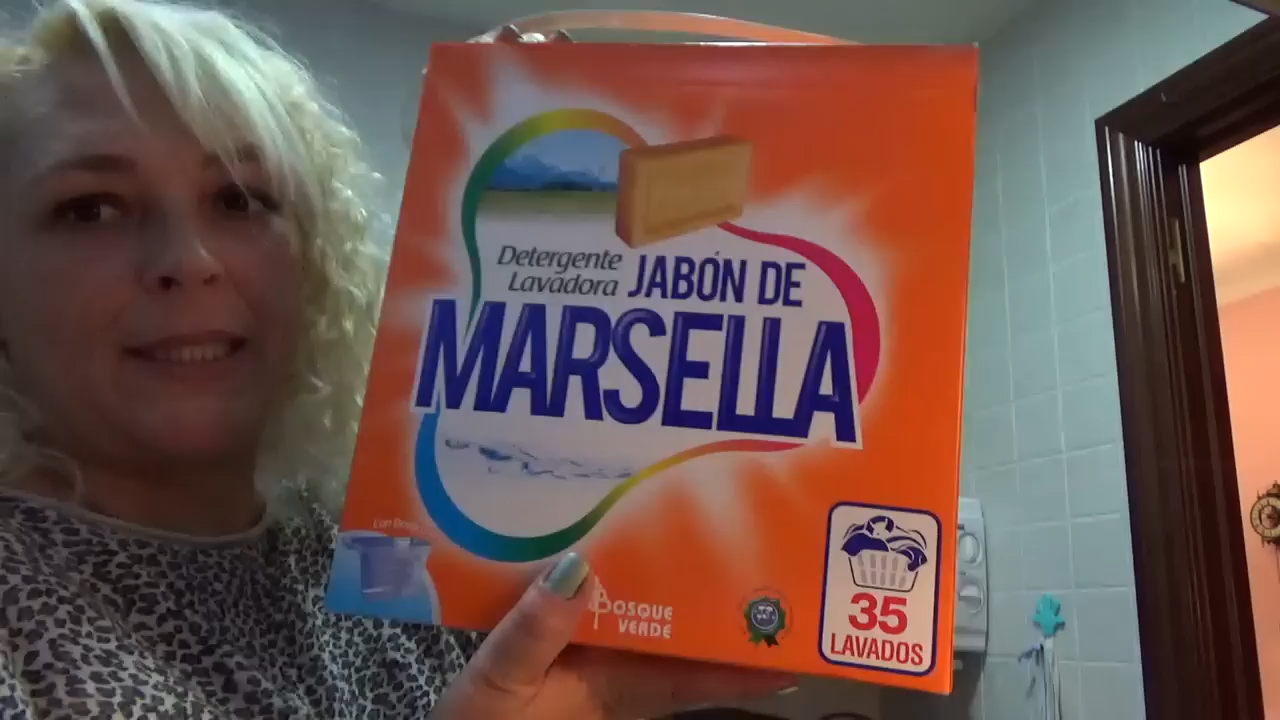 Detergente
Lavadora
JABÓN DE
MARSELLA
BOSQUE
VERDE
35
LAVADOS